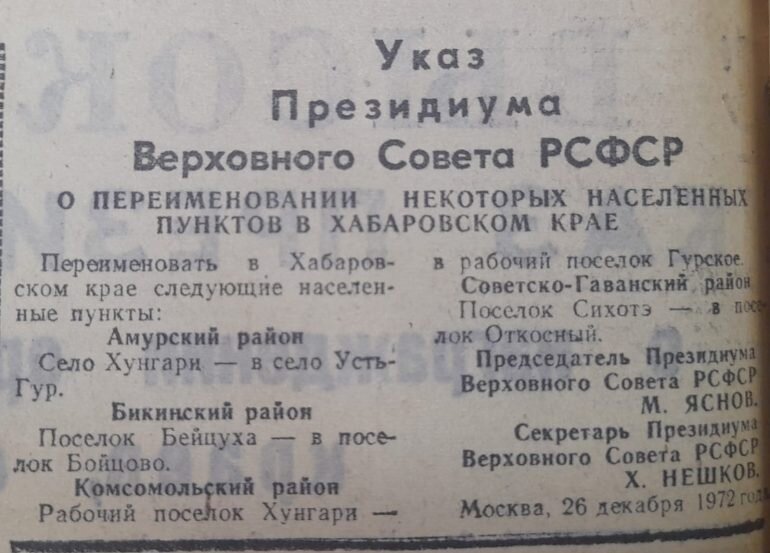 Указ
Президиума
Верховного Совета РСФСР
О ПЕРЕИМЕНОВАНИИ НЕКОТОРЫХ НАСЕЛЕННЫХ
ПУНКТОВ В ХАБАРОВСКОМ КРАЕ
Переименовать в Хабаров-
ском крае следующие населен-
ные пункты:
Амурский район
Село Хунгари — в село Усть-
Гур.
Бикинский район
Поселок Бейцуха — в посе-
лок Бойцово.
Комсомольский район
Рабочий поселок Хунгари —
в рабочий поселок Гурское.
Советско-Гаванский район
Поселок Сихотэ — в посе-
лок Откосный.
Председатель Президиума
Верховного Совета РСФСР
М. ЯСНОВ.
Секретарь Президиума
Верховного Совета РСФСР
Х. НЕШКОВ.
Москва, 26 декабря 1972 года